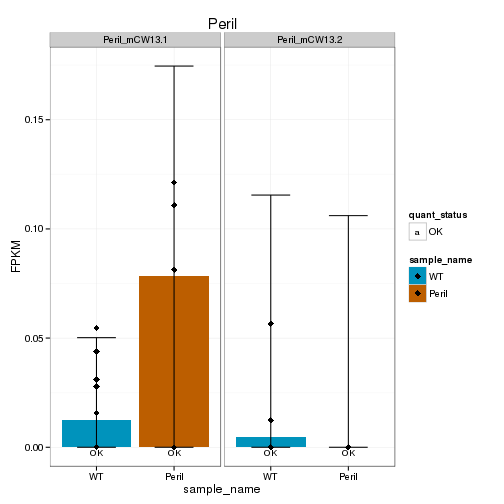 Peril
Peril_mCW13.1 Peril_mCW13.2
0.15
0.10
0.05
0.00
FPKM
OK OK OK OK
WT Peril WT Peril
sample_name
quant_status
a OK
sample_name
WT
Peril